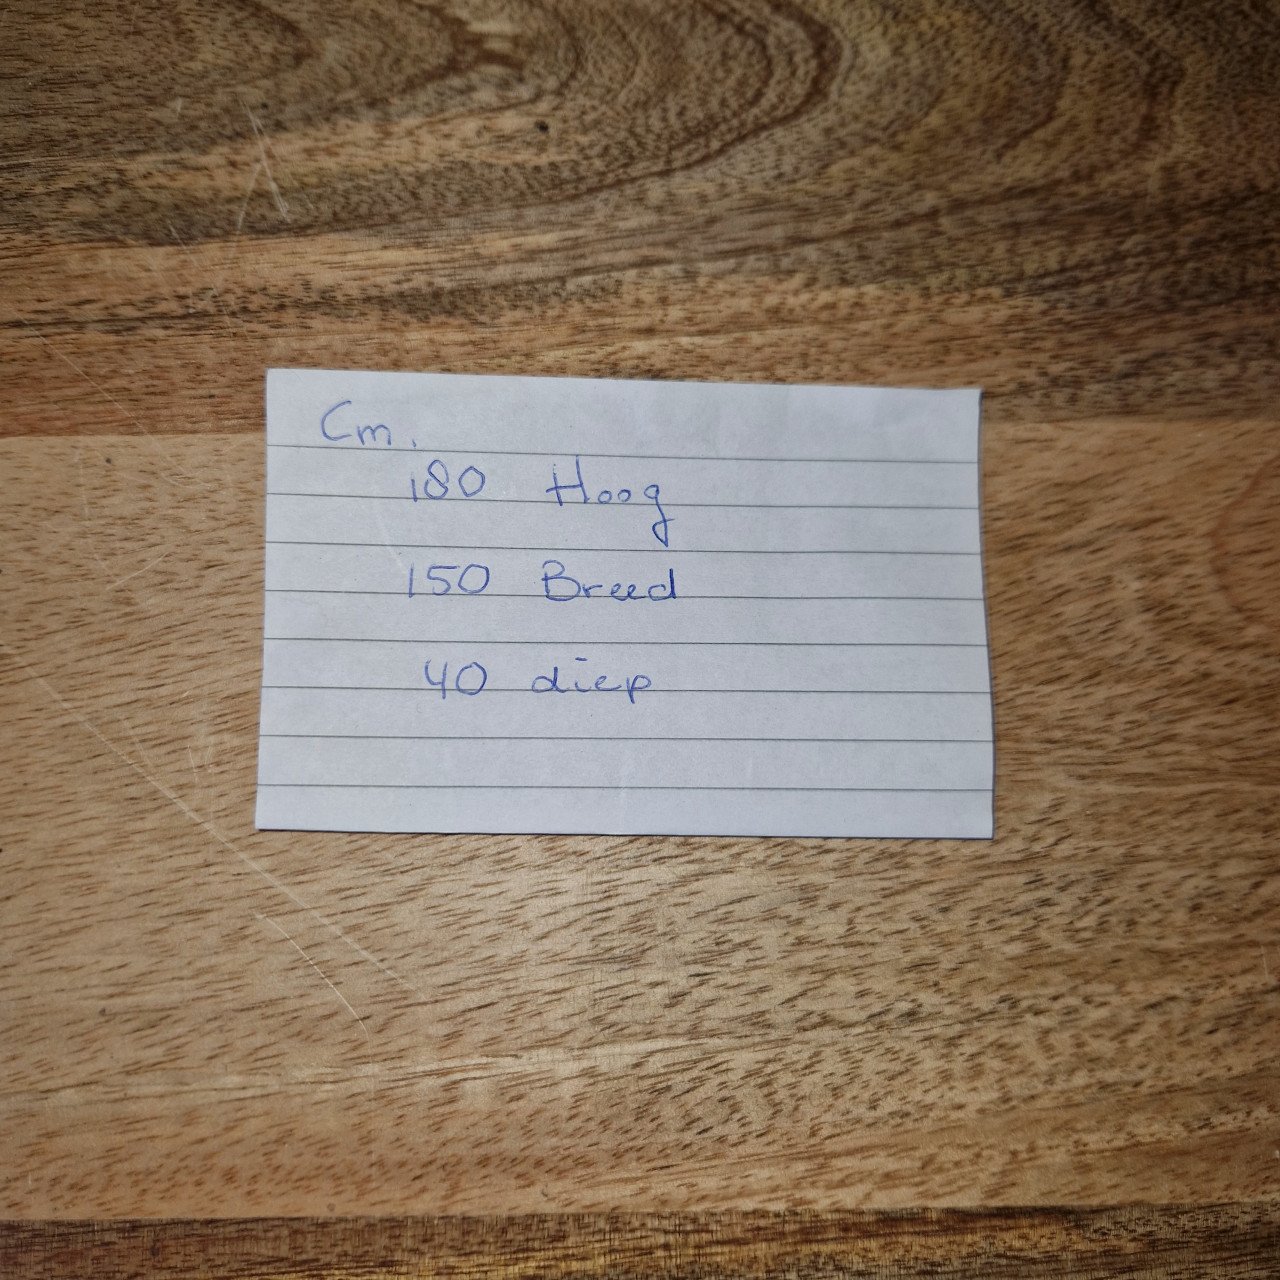 Cm.
180 Hoog
150 Breed
40 diep